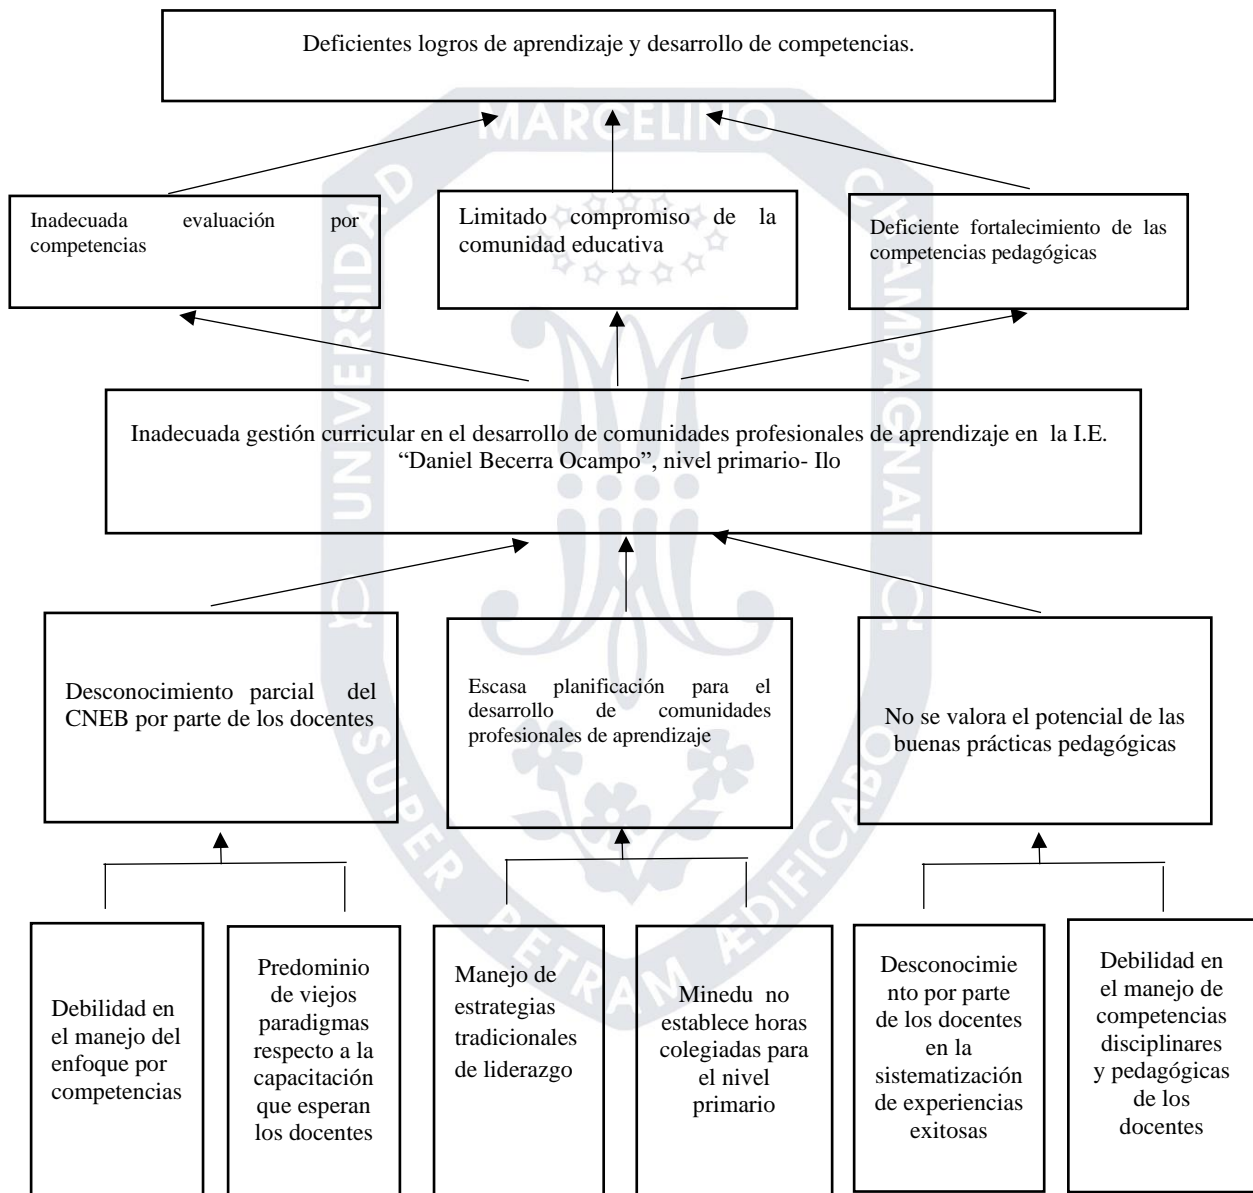 Deficientes logros de aprendizaje y desarrollo de competencias.
MARCELINO
UNIVERSIDAD
CHAMPAGNAT
Inadecuada evaluación por
competencias
Limitado compromiso de la
comunidad educativa
Deficiente fortalecimiento de las
competencias pedagógicas
Inadecuada gestión curricular en el desarrollo de comunidades profesionales de aprendizaje en la I.E.
“Daniel Becerra Ocampo”, nivel primario- Ilo
Desconocimiento parcial del
CNEB por parte de los docentes
Escasa planificación para el
desarrollo de comunidades
profesionales de aprendizaje
No se valora el potencial de las
buenas prácticas pedagógicas
SUPER PETRAM ÆDIFICABO
Debilidad en
el manejo del
enfoque por
competencias
Predominio
de viejos
paradigmas
respecto a la
capacitación
que esperan
los docentes
Manejo de
estrategias
tradicionales
de liderazgo
Minedu no
establece horas
colegiadas para
el nivel
primario
Desconocimie
nto por parte
de los docentes
en la
sistematización
de experiencias
exitosas
Debilidad en
el manejo de
competencias
disciplinares
y pedagógicas
de los
docentes